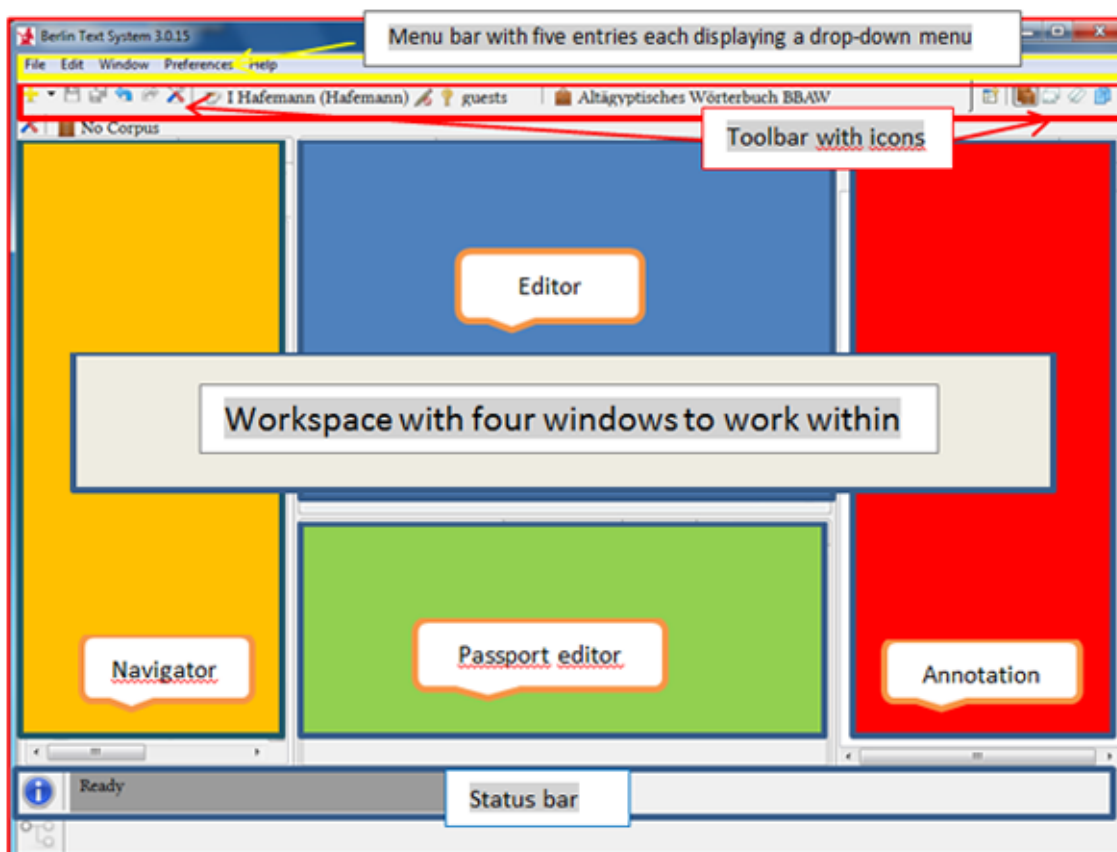 Berlin Text System 3.0.15
Menu bar with five entries each displaying a drop-down menu
File Edit Window Preferences Help
I Hafemann (Hafemann) guests Altägyptisches Wörterbuch BBAW
No Corpus
Toolbar with icons
Editor
Workspace with four windows to work within
Navigator
Passport editor
Annotation
Ready
Status bar